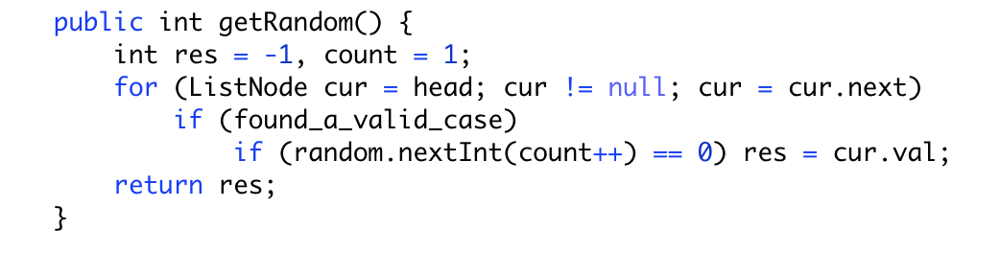 public int getRandom() {
    int res = -1, count = 1;
    for (ListNode cur = head; cur != null; cur = cur.next)
        if (found_a_valid_case)
            if (random.nextInt(count++) == 0) res = cur.val;
    return res;
}